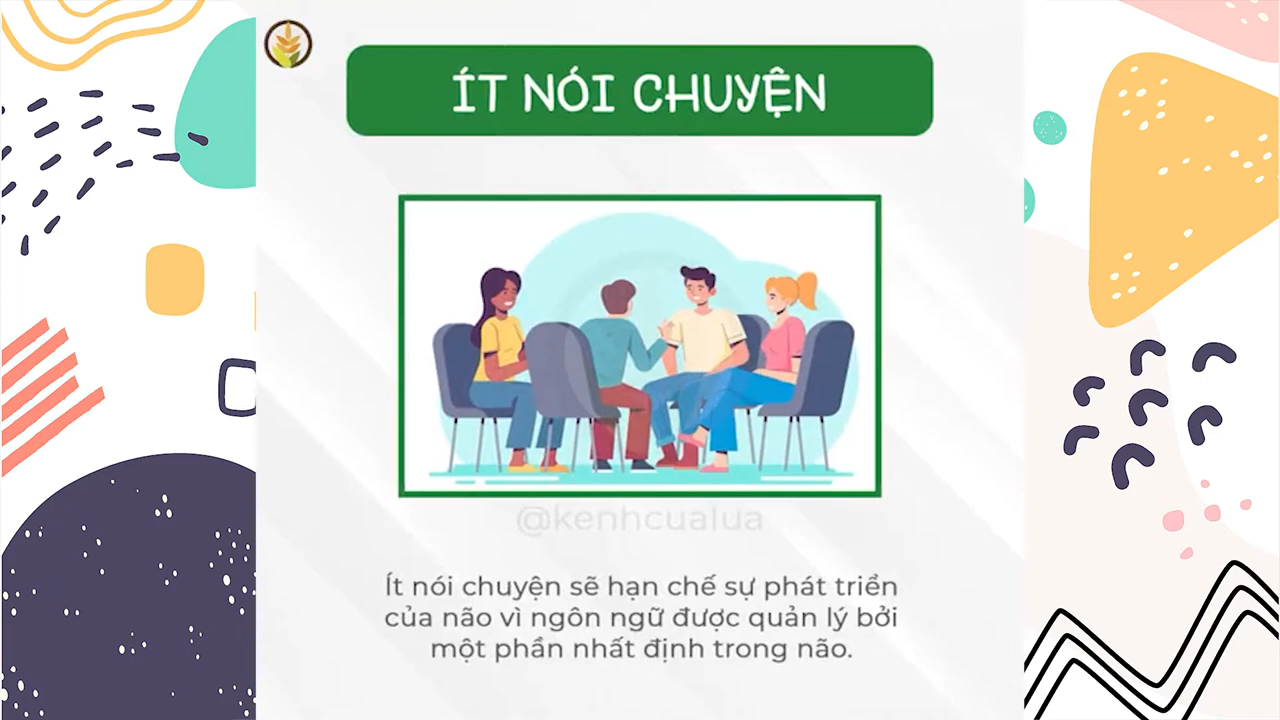 ÍT NÓI CHUYỆN
@kenhcualua
Ít nói chuyện sẽ hạn chế sự phát triển
của não vì ngôn ngữ được quản lý bởi
một phần nhất định trong não.